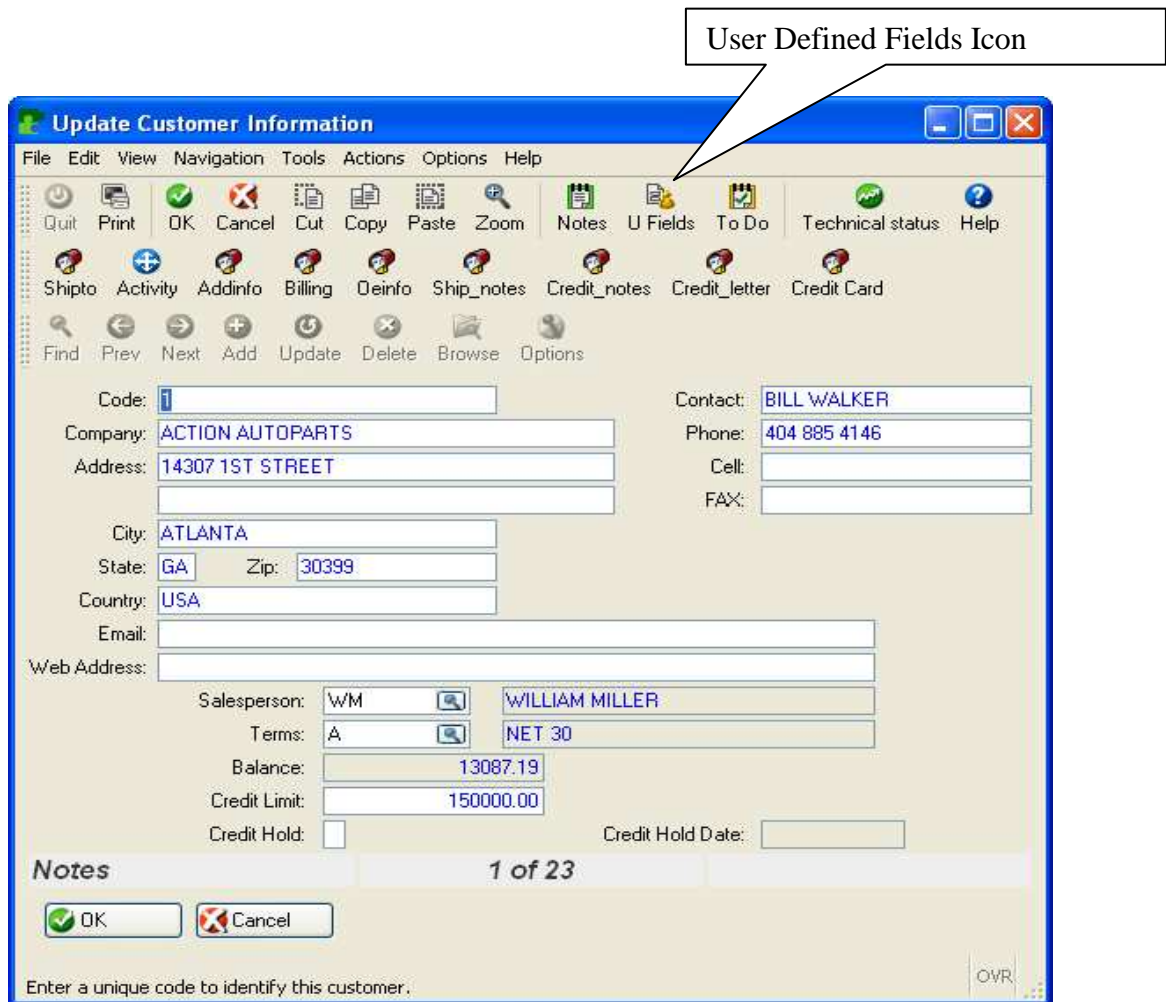 User Defined Fields Icon
Update Customer Information
File Edit View Navigation Tools Actions Options Help
Quit Print OK Cancel Cut Copy Paste Zoom Notes U Fields To Do Technical status Help
Shipto Activity Addinfo Billing Oeinfo Ship_notes Credit_notes Credit_letter Credit Card
Find Prev Next Add Update Delete Browse Options
Code: 1 Contact: BILL WALKER
Company: ACTION AUTOPARTS Phone: 404 885 4146
Address: 14307 1ST STREET Cell:
FAX:
City: ATLANTA
State: GA Zip: 30399
Country: USA
Email:
Web Address:
Salesperson: WM WILLIAM MILLER
Terms: A NET 30
Balance: 13087.19
Credit Limit: 150000.00
Credit Hold: Credit Hold Date:
Notes 1 of 23
OK Cancel
Enter a unique code to identify this customer. OVR